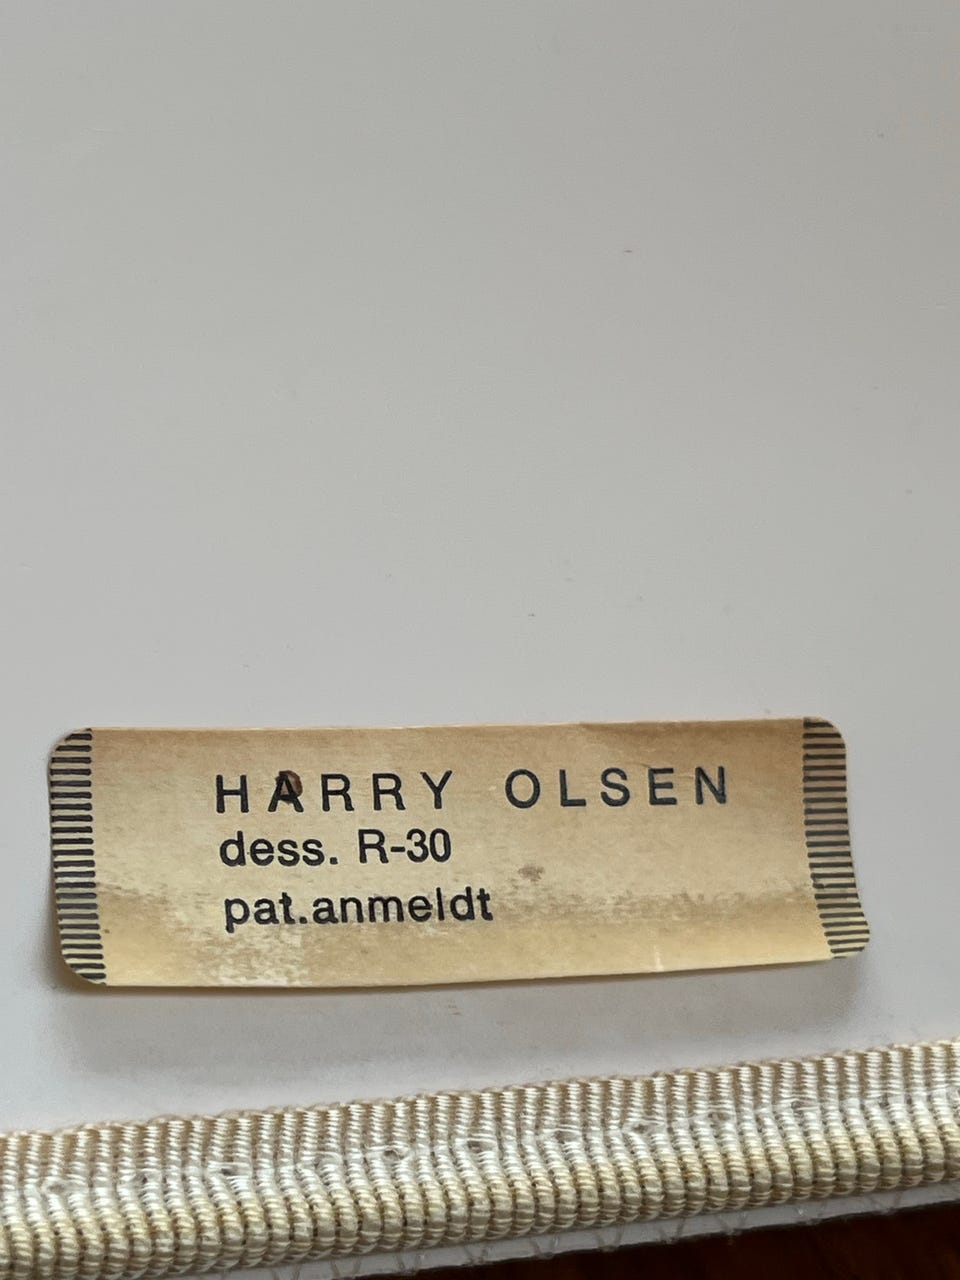 HARRY OLSEN
dess. R-30
pat.anmeldt